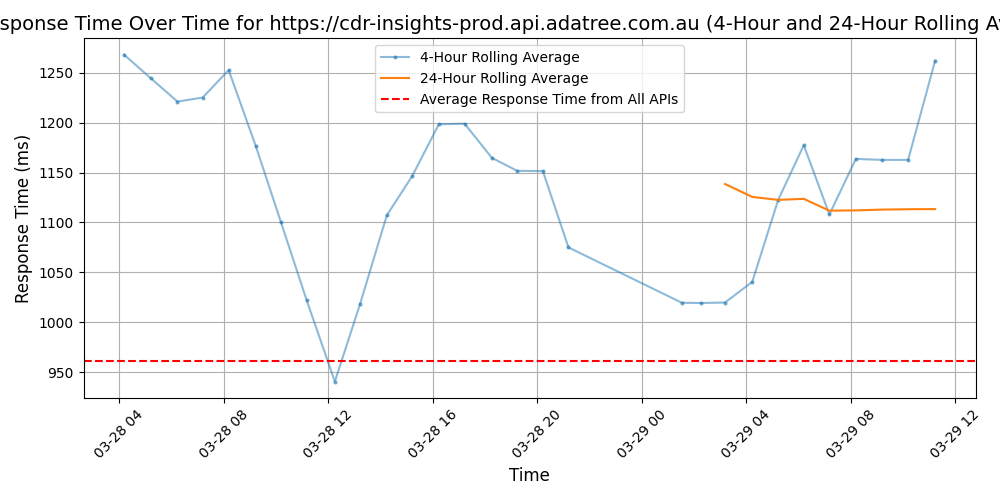 sponse Time Over Time for https://cdr-insights-prod.api.adatree.com.au (4-Hour and 24-Hour Rolling Av
4-Hour Rolling Average
24-Hour Rolling Average
Average Response Time from All APIs
Response Time (ms)
1250
1200
1150
1100
1050
1000
950
03-28 04
03-28 08
03-28 12
03-28 16
03-28 20
03-29 00
03-29 04
03-29 08
03-29 12
Time